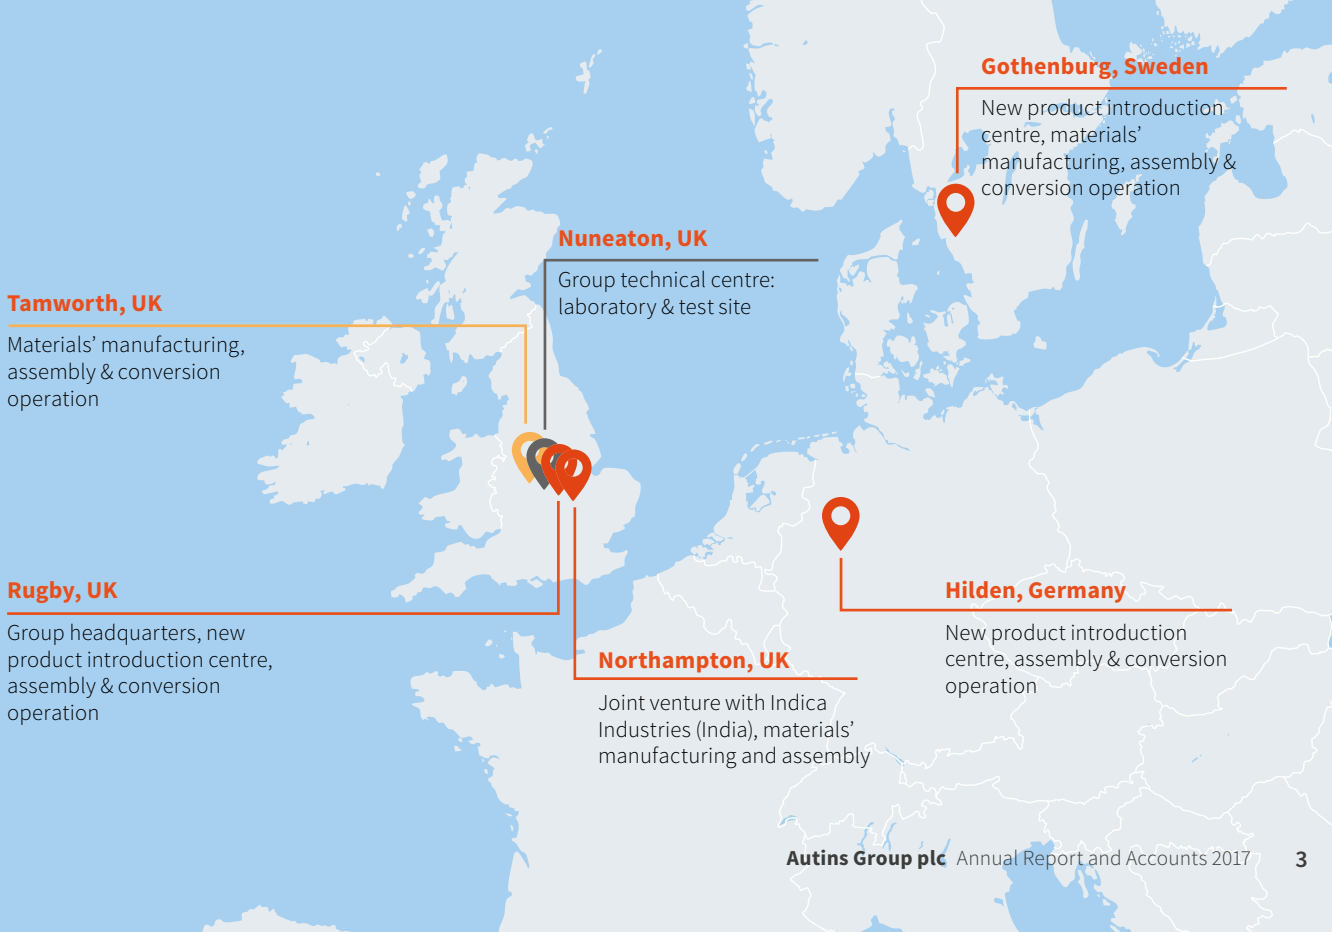 Gothenburg, Sweden
New product introduction
centre, materials’
manufacturing, assembly &
conversion operation
Nuneaton, UK
Group technical centre:
laboratory & test site
Tamworth, UK
Materials’ manufacturing,
assembly & conversion
operation
Rugby, UK
Group headquarters, new
product introduction centre,
assembly & conversion
operation
Northampton, UK
Joint venture with Indica
Industries (India), materials’
manufacturing and assembly
Hilden, Germany
New product introduction
centre, assembly & conversion
operation
Autins Group plc Annual Report and Accounts 2017 3